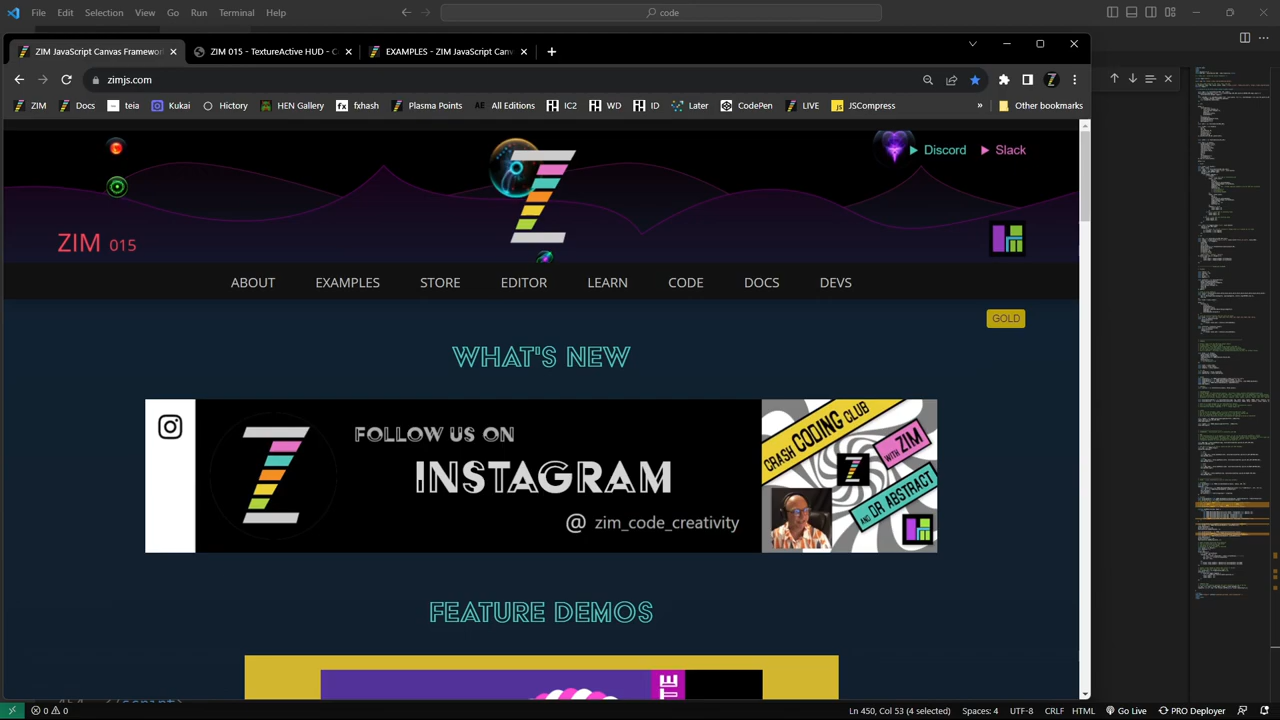 File Edit Selection View Go Run Terminal Help
code
ZIM JavaScript Canvas Framewor
ZIM 015 - TextureActive HUD - C
EXAMPLES - ZIM JavaScript Canv
zimjs.com
ZIM Docs teia Kukai Hictory HEN Gallery fxhash Plasma Points All Editions IC2 WD ID Later CodePen LIVE JSCompress » Other bookmarks
Discord Slack
ZIM 015
ABOUT EXAMPLES STORE EDITOR LEARN CODE DOCS DEVS
GOLD
WHAT'S NEW
FOLLOW US ON
INSTAGRAM
@ zim_code_creativity
CRASH CODING CLUB
WITH ZIM
AND OR ABSTRACT
FEATURE DEMOS
0 0 Ln 450, Col 53 (4 selected) Spaces: 4 UTF-8 CRLF HTML Go Live PRO Deployer